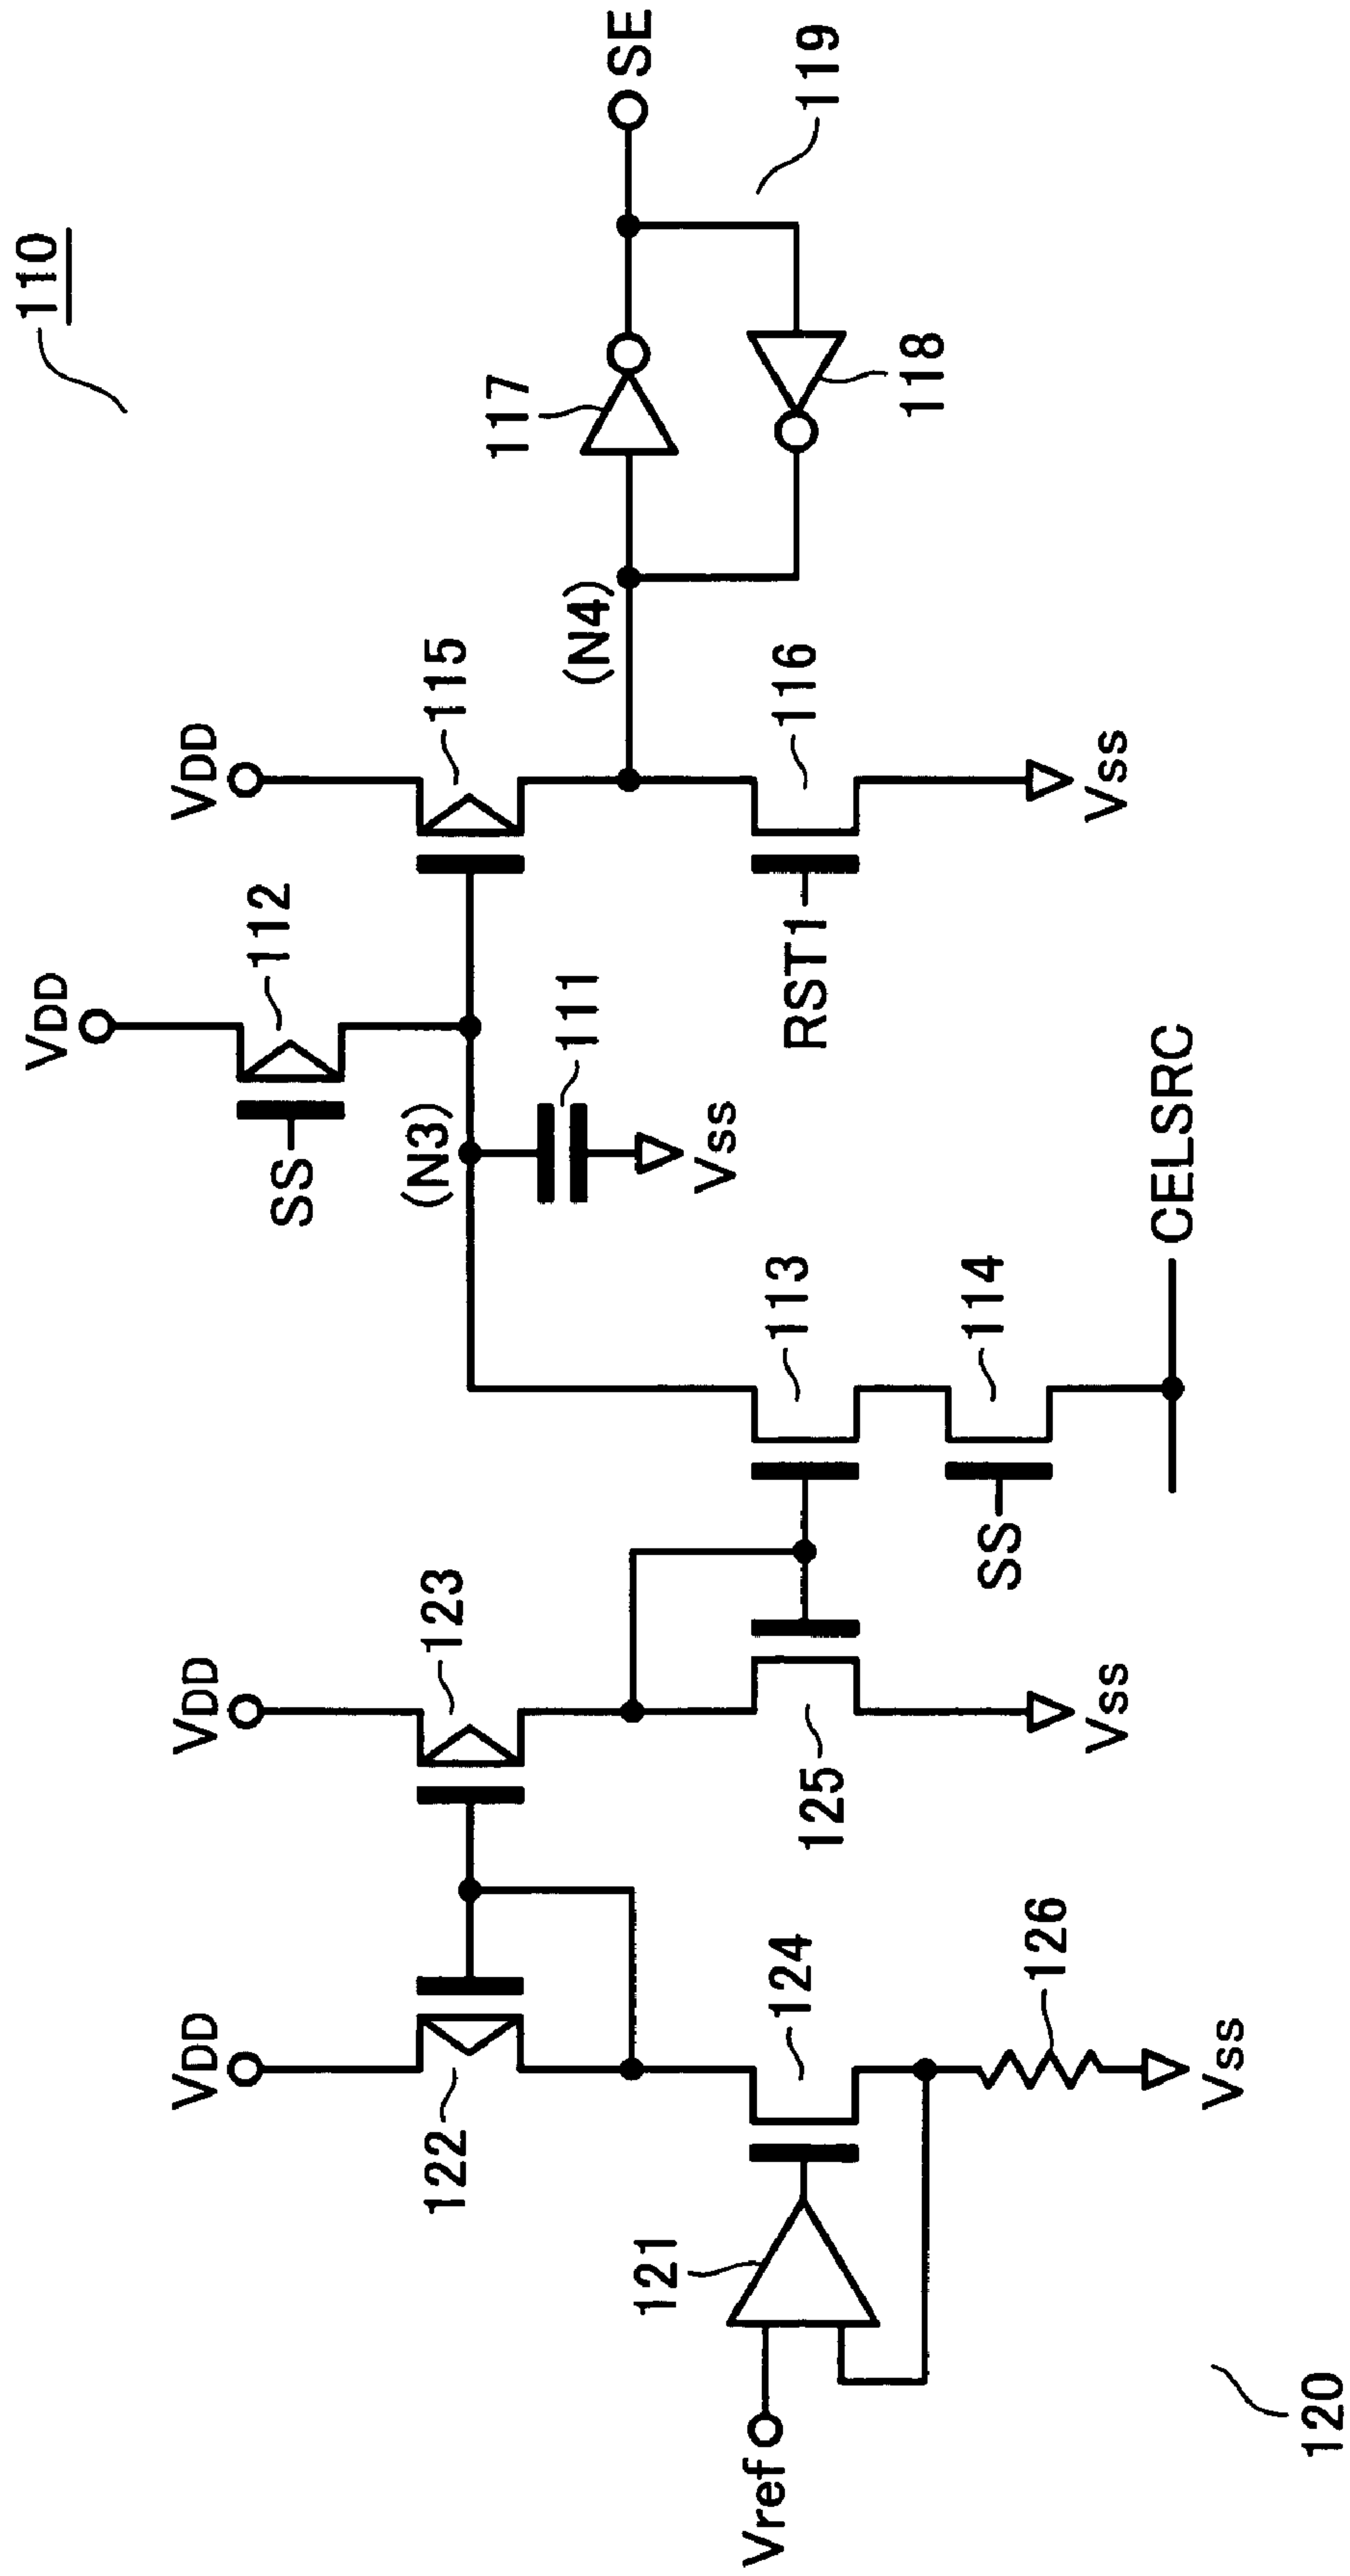 110
VDD
112
SS
(N3)
111
Vss
VDD
115
(N4)
117
SE
119
118
116
RST1
Vss
VDD
123
125
Vss
113
114
SS
CELSRC
VDD
122
124
121
Vref
126
Vss
120